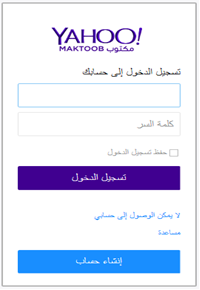 YAHOO!
MAKTOOB مكتوب
تسجيل الدخول إلى حسابك
كلمة السر
حفظ تسجيل الدخول
تسجيل الدخول
لا يمكن الوصول إلى حسابي
مساعدة
إنشاء حساب